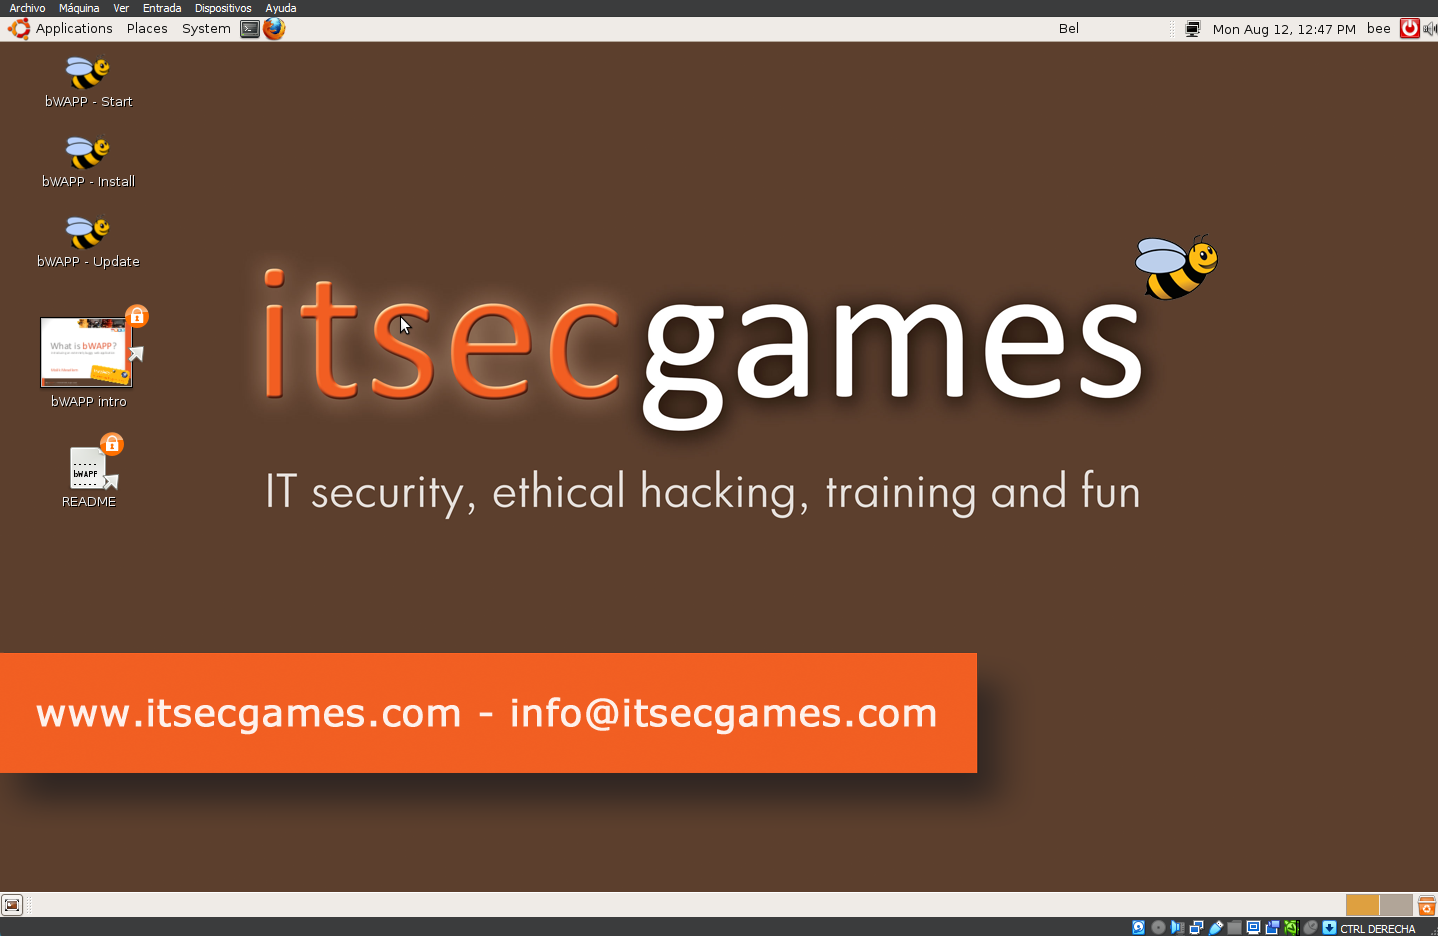 Archivo Máquina Ver Entrada Dispositivos Ayuda
Applications Places System Bel Mon Aug 12, 12:47 PM bee
bWAPP - Start
bWAPP - Install
bWAPP - Update
What is bWAPP?
bWAPP intro
bWAPP
README
itsecgames
IT security, ethical hacking, training and fun
www.itsecgames.com - info@itsecgames.com
CTRL DERECHA